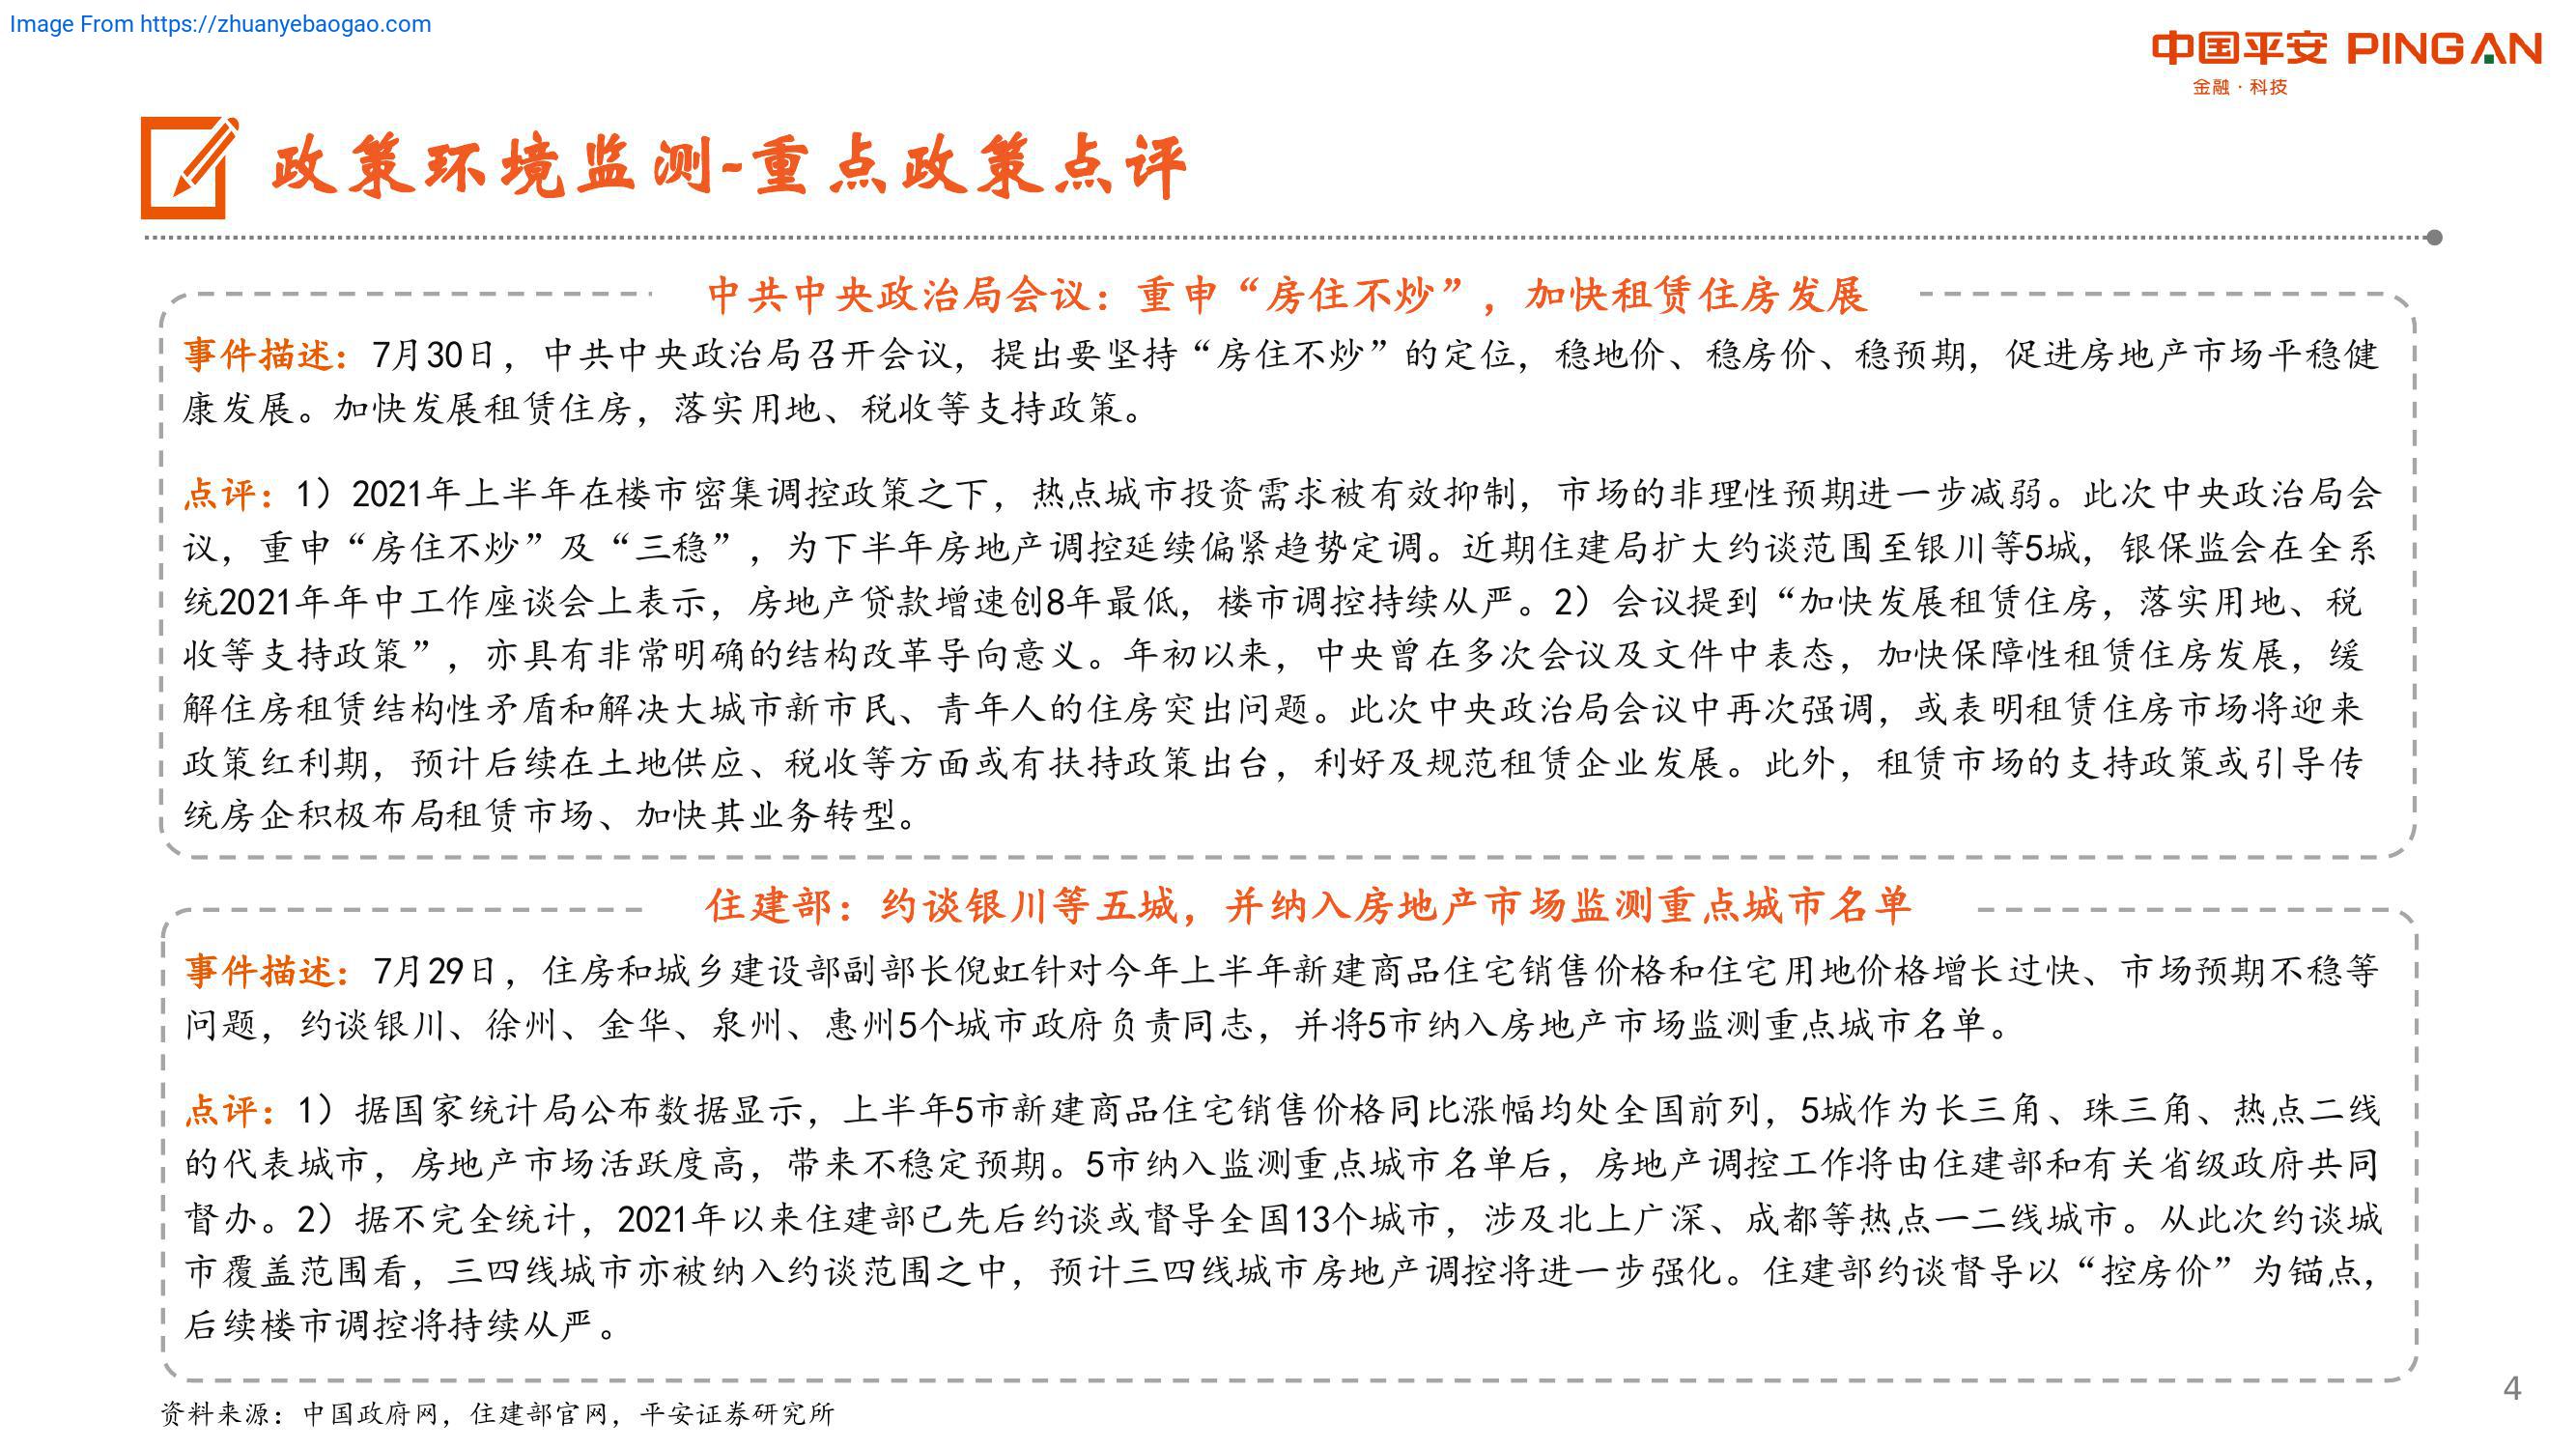 Image From https://zhuanyebaogao.com
中国平安 PINGAN
金融·科技
政策环境监测-重点政策点评
中共中央政治局会议：重申“房住不炒”，加快租赁住房发展
事件描述：7月30日，中共中央政治局召开会议，提出要坚持“房住不炒”的定位，稳地价、稳房价、稳预期，促进房地产市场平稳健
康发展。加快发展租赁住房，落实用地、税收等支持政策。
点评：1）2021年上半年在楼市密集调控政策之下，热点城市投资需求被有效抑制，市场的非理性预期进一步减弱。此次中央政治局会
议，重申“房住不炒”及“三稳”，为下半年房地产调控延续偏紧趋势定调。近期住建局扩大约谈范围至银川等5城，银保监会在全系
统2021年年中工作座谈会上表示，房地产贷款增速创8年最低，楼市调控持续从严。2）会议提到“加快发展租赁住房，落实用地、税
收等支持政策”，亦具有非常明确的结构改革导向意义。年初以来，中央曾在多次会议及文件中表态，加快保障性租赁住房发展，缓
解住房租赁结构性矛盾和解决大城市新市民、青年人的住房突出问题。此次中央政治局会议中再次强调，或表明租赁住房市场将迎来
政策红利期，预计后续在土地供应、税收等方面或有扶持政策出台，利好及规范租赁企业发展。此外，租赁市场的支持政策或引导传
统房企积极布局租赁市场、加快其业务转型。
住建部：约谈银川等五城，并纳入房地产市场监测重点城市名单
事件描述：7月29日，住房和城乡建设部副部长倪虹针对今年上半年新建商品住宅销售价格和住宅用地价格增长过快、市场预期不稳等
问题，约谈银川、徐州、金华、泉州、惠州5个城市政府负责同志，并将5市纳入房地产市场监测重点城市名单。
点评：1）据国家统计局公布数据显示，上半年5市新建商品住宅销售价格同比涨幅均处全国前列，5城作为长三角、珠三角、热点二线
的代表城市，房地产市场活跃度高，带来不稳定预期。5市纳入监测重点城市名单后，房地产调控工作将由住建部和有关省级政府共同
督办。2）据不完全统计，2021年以来住建部已先后约谈或督导全国13个城市，涉及北上广深、成都等热点一二线城市。从此次约谈城
市覆盖范围看，三四线城市亦被纳入约谈范围之中，预计三四线城市房地产调控将进一步强化。住建部约谈督导以“控房价”为锚点，
后续楼市调控将持续从严。
资料来源：中国政府网，住建部官网，平安证券研究所
4